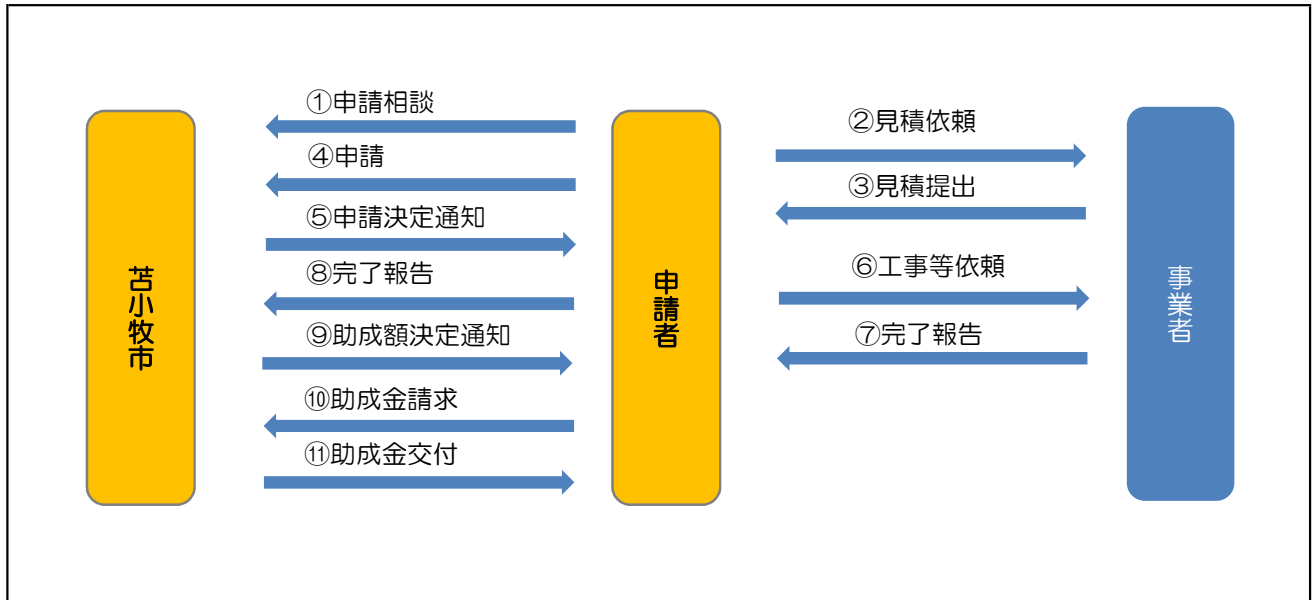 苫小牧市
①申請相談
④申請
⑤申請決定通知
⑧完了報告
⑨助成額決定通知
⑩助成金請求
⑪助成金交付
申請者
②見積依頼
③見積提出
⑥工事等依頼
⑦完了報告
事業者